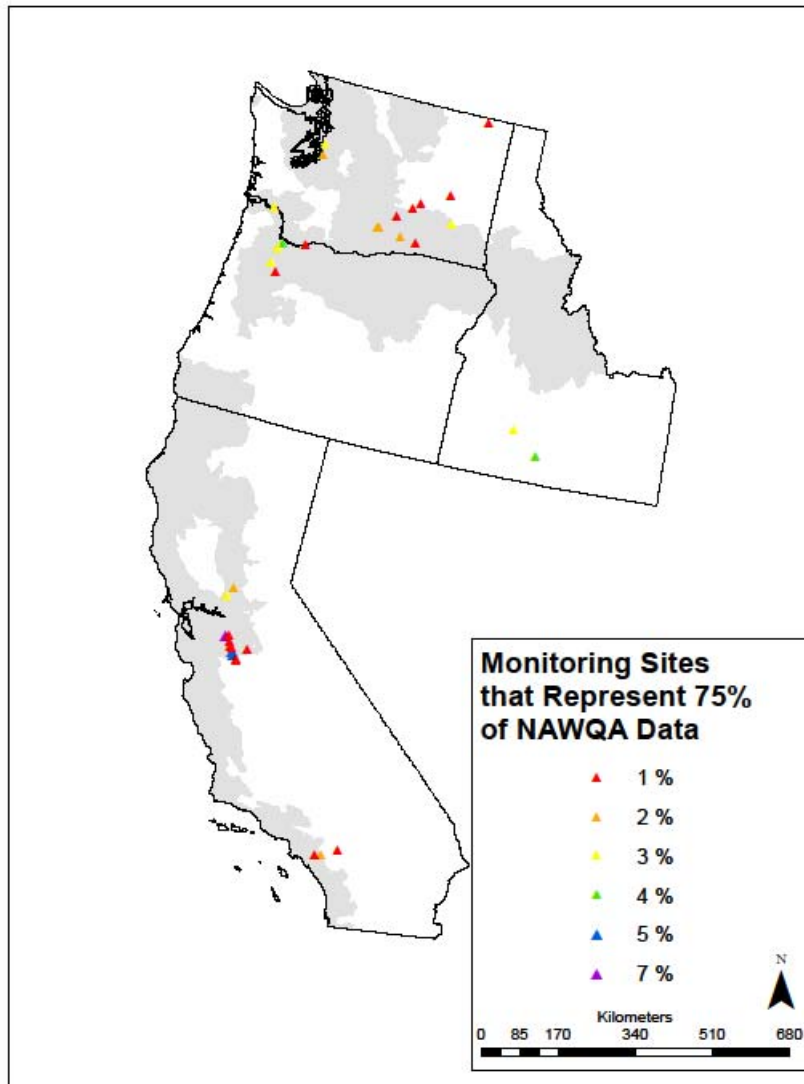 Monitoring Sites
that Represent 75%
of NAWQA Data
1 %
2 %
3 %
4 %
5 %
7 %
N
Kilometers
0 85 170 340 510 680